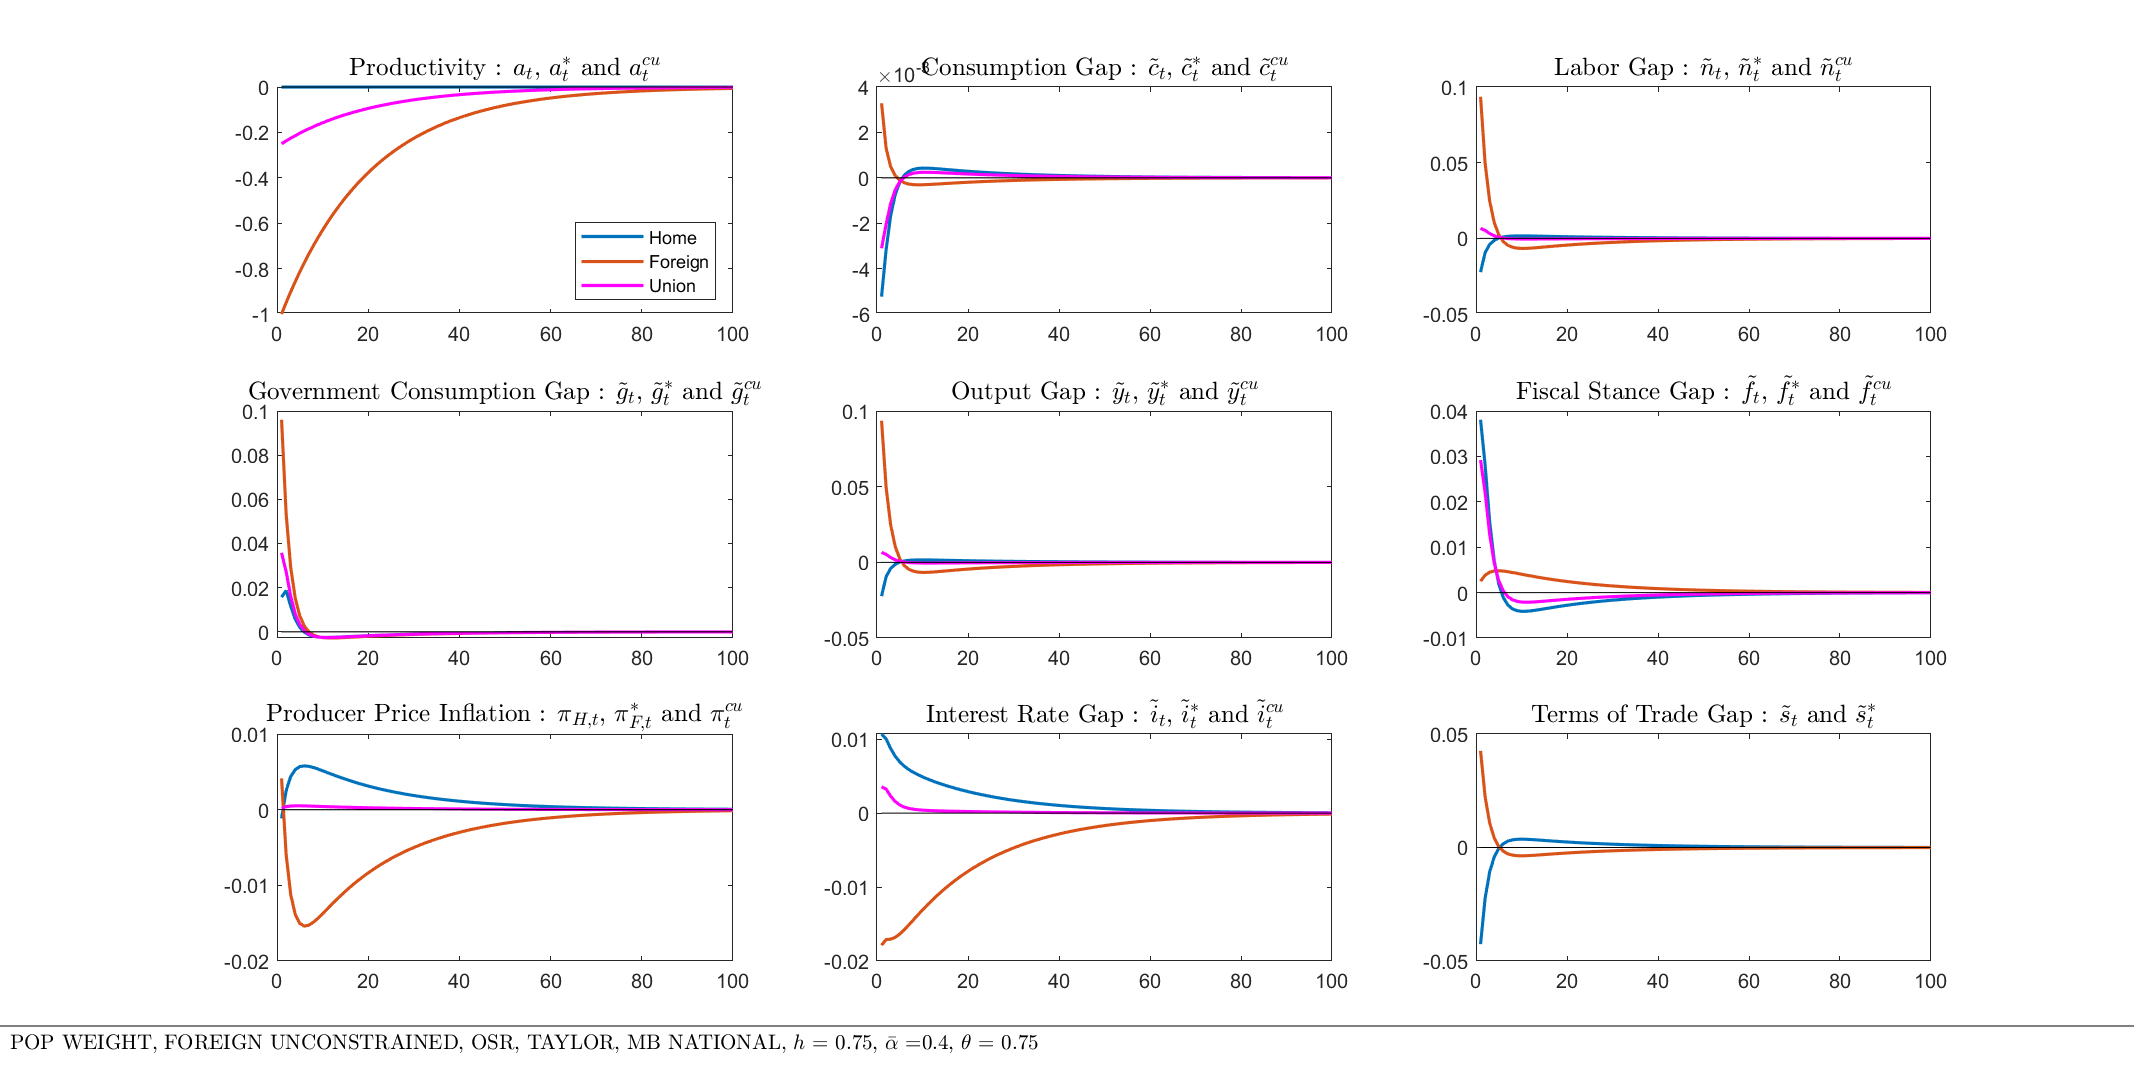 Productivity : a_t, a_t^* and a_t^{cu}
0
-0.2
-0.4
-0.6
-0.8
-1
0 20 40 60 80 100
Home
Foreign
Union
Consumption Gap : c̃_t, c̃_t^* and c̃_t^{cu}
×10^{-3}
4
2
0
-2
-4
-6
0 20 40 60 80 100
Labor Gap : ñ_t, ñ_t^* and ñ_t^{cu}
0.1
0.05
0
-0.05
0 20 40 60 80 100
Government Consumption Gap : g̃_t, g̃_t^* and g̃_t^{cu}
0.1
0.08
0.06
0.04
0.02
0
0 20 40 60 80 100
Output Gap : ỹ_t, ỹ_t^* and ỹ_t^{cu}
0.1
0.05
0
-0.05
0 20 40 60 80 100
Fiscal Stance Gap : f̃_t, f̃_t^* and f̃_t^{cu}
0.04
0.03
0.02
0.01
0
-0.01
0 20 40 60 80 100
Producer Price Inflation : π_{H,t}, π_{F,t}^* and π_t^{cu}
0.01
0
-0.01
-0.02
0 20 40 60 80 100
Interest Rate Gap : ĩ_t, ĩ_t^* and ĩ_t^{cu}
0.01
0
-0.01
-0.02
0 20 40 60 80 100
Terms of Trade Gap : s̃_t and s̃_t^*
0.05
0
-0.05
0 20 40 60 80 100
POP WEIGHT, FOREIGN UNCONSTRAINED, OSR, TAYLOR, MB NATIONAL, h = 0.75, ᾱ =0.4, θ = 0.75